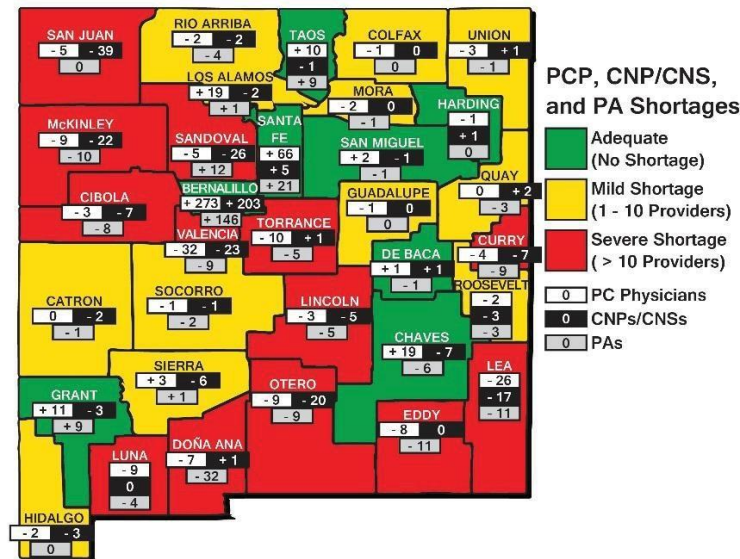 SAN JUAN
- 5 - 39
0
RIO ARRIBA
- 2 - 2
- 4
TAOS
+ 10
- 1
+ 9
COLFAX
- 1 0
0
UNION
- 3 + 1
- 1
LOS ALAMOS
+ 19 - 2
+ 1
MORA
- 2 0
- 1
HARDING
- 1
+ 1
0
McKINLEY
- 9 - 22
- 10
SANDOVAL
- 5 - 26
+ 12
SANTA
FE
+ 66
+ 5
+ 21
SAN MIGUEL
+ 2 - 1
- 1
QUAY
0 + 2
- 3
CIBOLA
- 3 - 7
- 8
BERNALILLO
+ 273 + 203
+ 146
GUADALUPE
- 1 0
0
VALENCIA
- 32 - 23
- 9
TORRANCE
- 10 + 1
- 5
CURRY
- 4 - 7
- 9
DE BACA
+ 1 + 1
- 1
ROOSEVELT
- 2
- 3
- 3
CATRON
0 - 2
- 1
SOCORRO
- 1 - 1
- 2
LINCOLN
- 3 - 5
- 5
CHAVES
+ 19 - 7
- 6
SIERRA
+ 3 - 6
+ 1
LEA
- 26
- 17
- 11
GRANT
+ 11 - 3
+ 9
OTERO
- 9 - 20
- 9
EDDY
- 8 0
- 11
DOÑA ANA
- 7 + 1
- 32
LUNA
- 9
0
- 4
HIDALGO
- 2 - 3
0
PCP, CNP/CNS,
and PA Shortages
Adequate
(No Shortage)
Mild Shortage
(1 - 10 Providers)
Severe Shortage
( > 10 Providers)
0 PC Physicians
0 CNPs/CNSs
0 PAs